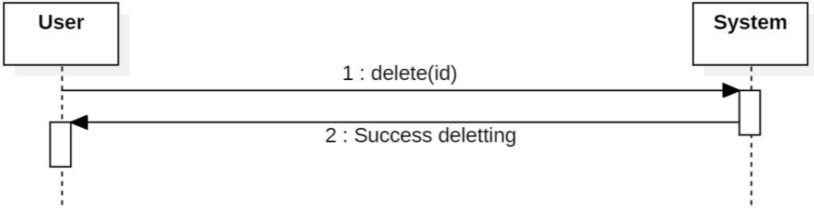 User
System
1 : delete(id)
2 : Success deletting